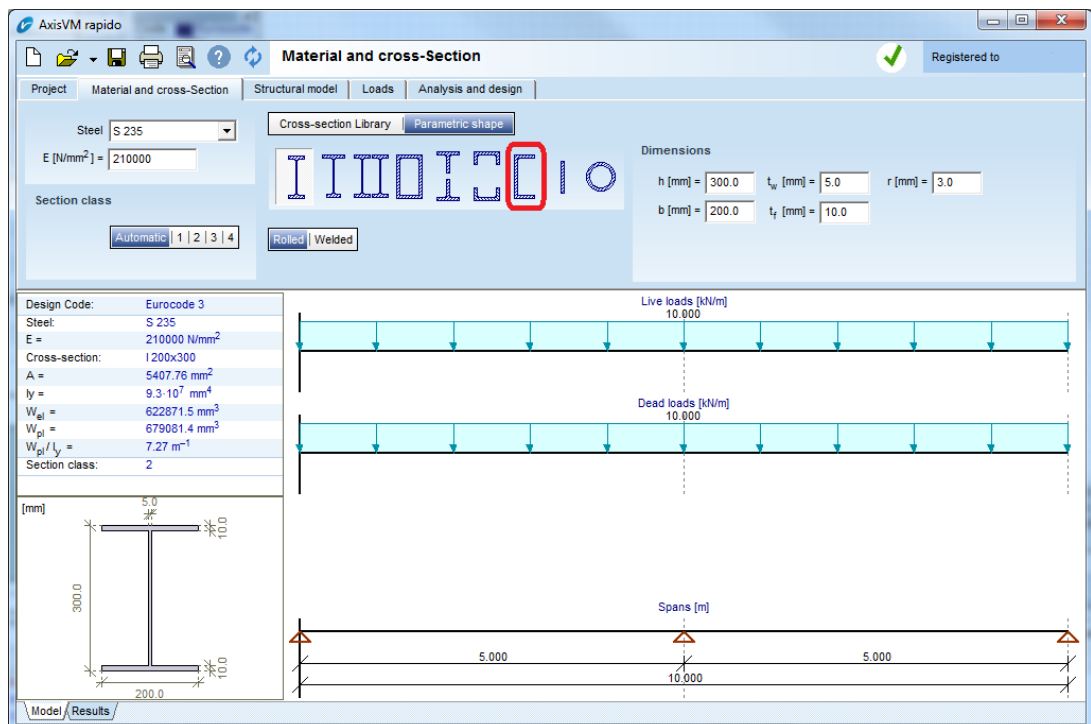 AxisVM rapido
Material and cross-Section
Registered to
Project Material and cross-Section Structural model Loads Analysis and design
Steel S 235
E [N/mm²] = 210000
Section class
Automatic 1 2 3 4
Cross-section Library Parametric shape
Rolled Welded
Dimensions
h [mm] = 300.0 tw [mm] = 5.0 r [mm] = 3.0
b [mm] = 200.0 tf [mm] = 10.0
Design Code: Eurocode 3
Steel: S 235
E = 210000 N/mm²
Cross-section: I 200x300
A = 5407.76 mm²
Iy = 9.3·10⁷ mm⁴
Wel = 622871.5 mm³
Wpl = 679081.4 mm³
Wpl / Iy = 7.27 m⁻¹
Section class: 2
[mm]
5.0
10.0
300.0
10.0
200.0
Live loads [kN/m]
10.000
Dead loads [kN/m]
10.000
Spans [m]
5.000 5.000
10.000
Model Results